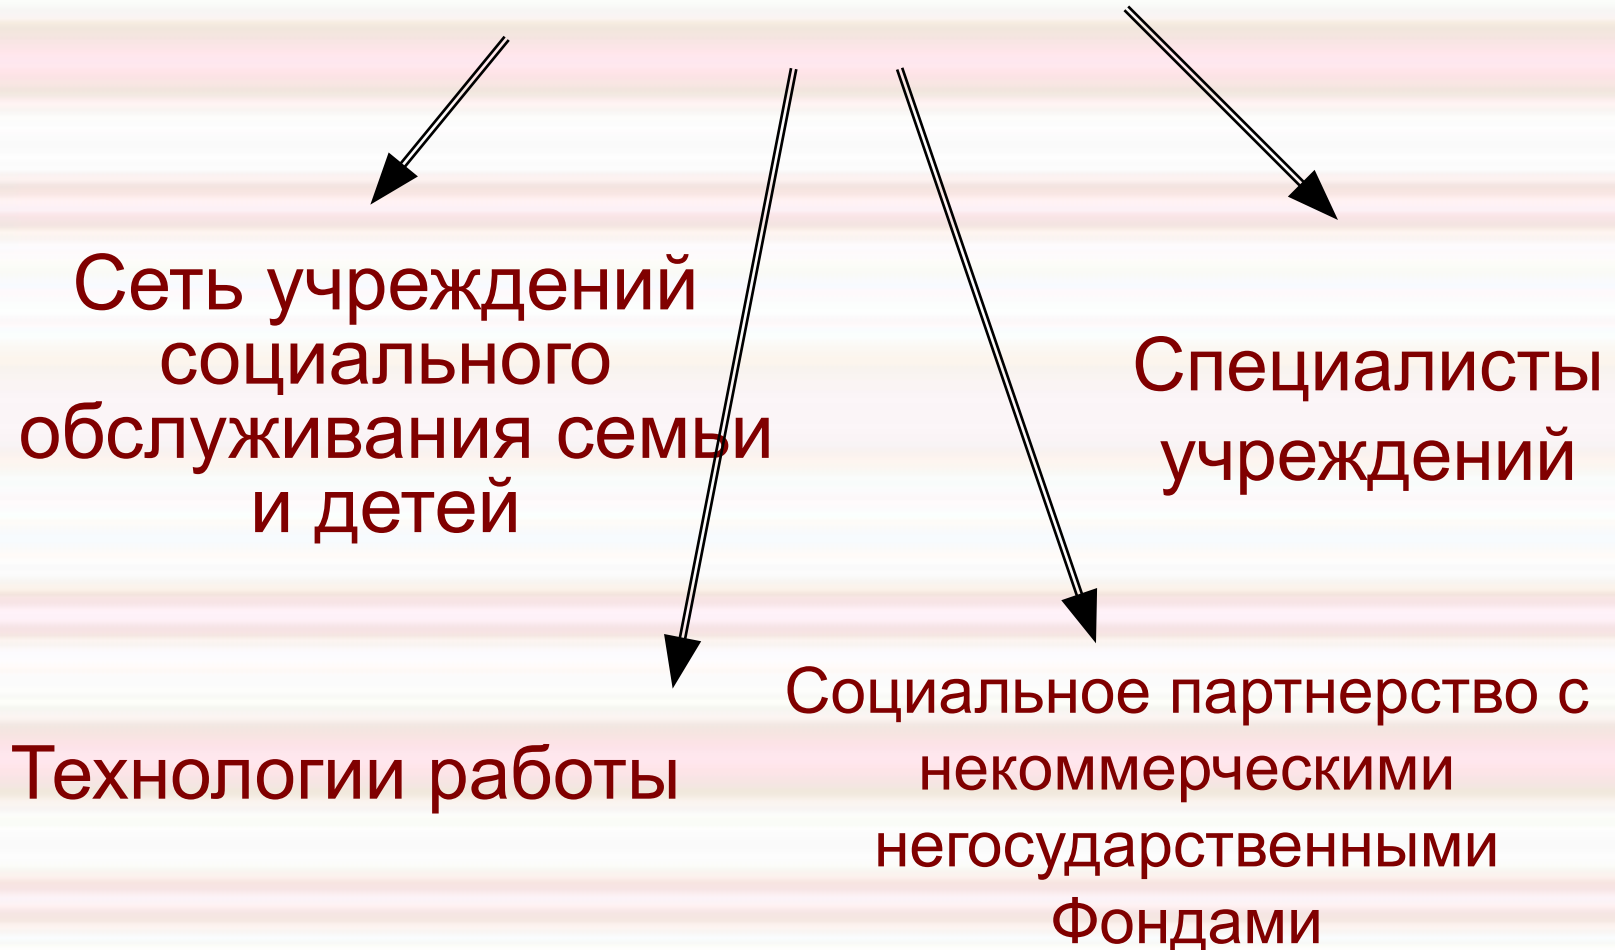 Сеть учреждений
социального
обслуживания семьи
и детей
Специалисты
учреждений
Технологии работы
Социальное партнерство с
некоммерческими
негосударственными
Фондами